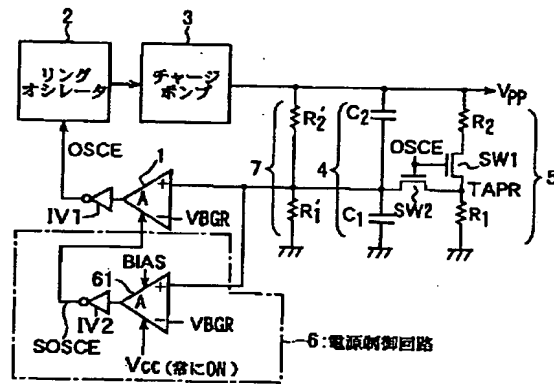 2
3
リング
オシレータ
チャージ
ポンプ
VPP
R2'
C2
R2
OSCE
OSCE
1
7
4
5
SW1
TAPR
A
+
−
VBGR
IV1
R1'
C1
SW2
R1
BIAS
61
A
+
−
VBGR
IV2
SOSCE
VCC (常にON)
6:電源制御回路